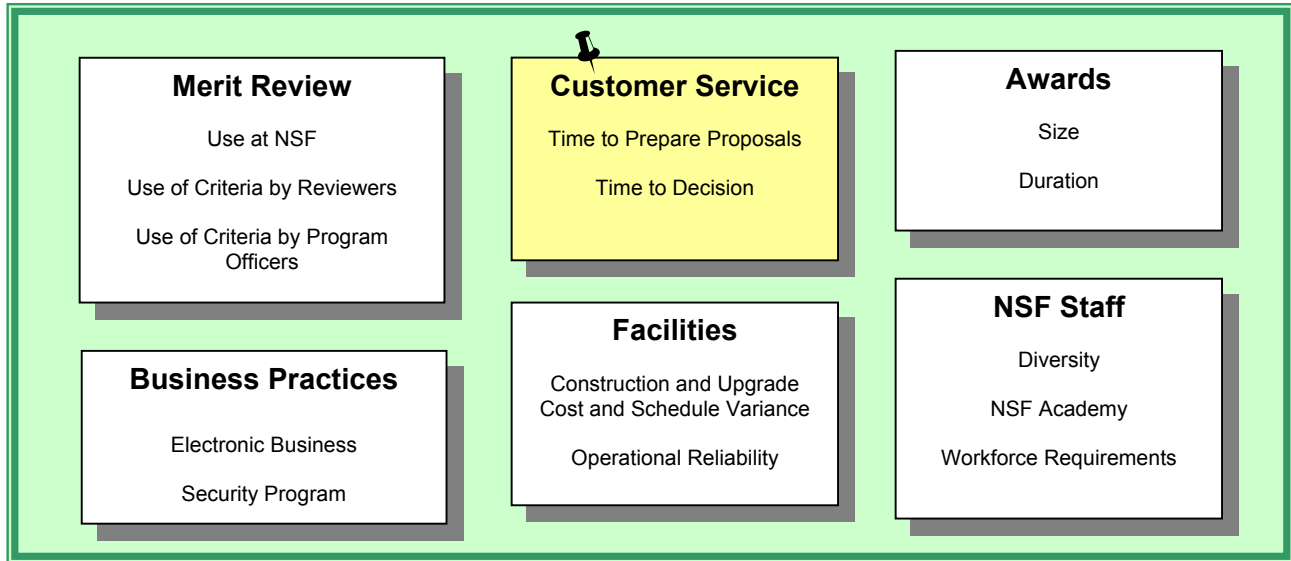 Merit Review
Use at NSF
Use of Criteria by Reviewers
Use of Criteria by Program
Officers
Customer Service
Time to Prepare Proposals
Time to Decision
Awards
Size
Duration
Business Practices
Electronic Business
Security Program
Facilities
Construction and Upgrade
Cost and Schedule Variance
Operational Reliability
NSF Staff
Diversity
NSF Academy
Workforce Requirements